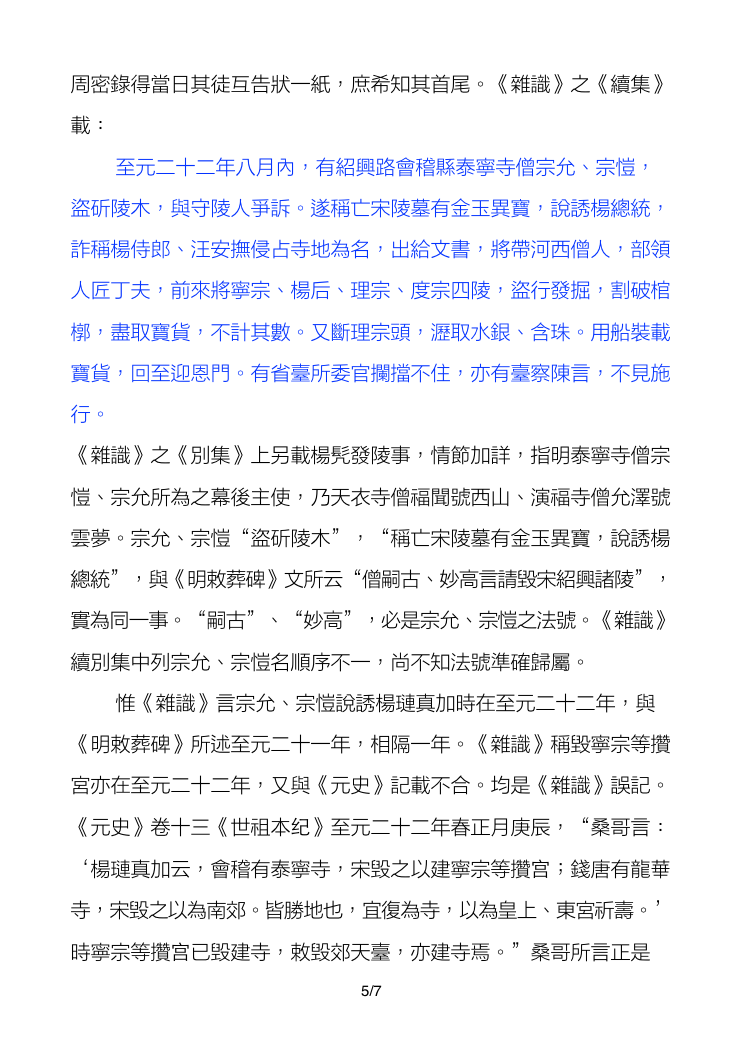 周密錄得當日其徒互告狀一紙，庶希知其首尾。《雜識》之《續集》
載：
至元二十二年八月內，有紹興路會稽縣泰寧寺僧宗允、宗愷，
盜斫陵木，與守陵人爭訴。遂稱亡宋陵墓有金玉異寶，說誘楊總統，
詐稱楊侍郎、汪安撫侵占寺地為名，出給文書，將帶河西僧人，部領
人匠丁夫，前來將寧宗、楊后、理宗、度宗四陵，盜行發掘，割破棺
槨，盡取寶貨，不計其數。又斷理宗頭，瀝取水銀、含珠。用船裝載
寶貨，回至迎恩門。有省臺所委官攔擋不住，亦有臺察陳言，不見施
行。
《雜識》之《別集》上另載楊髡發陵事，情節加詳，指明泰寧寺僧宗
愷、宗允所為之幕後主使，乃天衣寺僧福聞號西山、演福寺僧允澤號
雲夢。宗允、宗愷“盜斫陵木”，“稱亡宋陵墓有金玉異寶，說誘楊
總統”，與《明敕葬碑》文所云“僧嗣古、妙高言請毀宋紹興諸陵”，
實為同一事。“嗣古”、“妙高”，必是宗允、宗愷之法號。《雜識》
續別集中列宗允、宗愷名順序不一，尚不知法號準確歸屬。
惟《雜識》言宗允、宗愷說誘楊璉真加時在至元二十二年，與
《明敕葬碑》所述至元二十一年，相隔一年。《雜識》稱毀寧宗等攢
宮亦在至元二十二年，又與《元史》記載不合。均是《雜識》誤記。
《元史》卷十三《世祖本纪》至元二十二年春正月庚辰，“桑哥言：
‘楊璉真加云，會稽有泰寧寺，宋毀之以建寧宗等攢宮；錢唐有龍華
寺，宋毀之以為南郊。皆勝地也，宜復為寺，以為皇上、東宮祈壽。’
時寧宗等攢宮已毀建寺，敕毀郊天臺，亦建寺焉。”桑哥所言正是
5/7